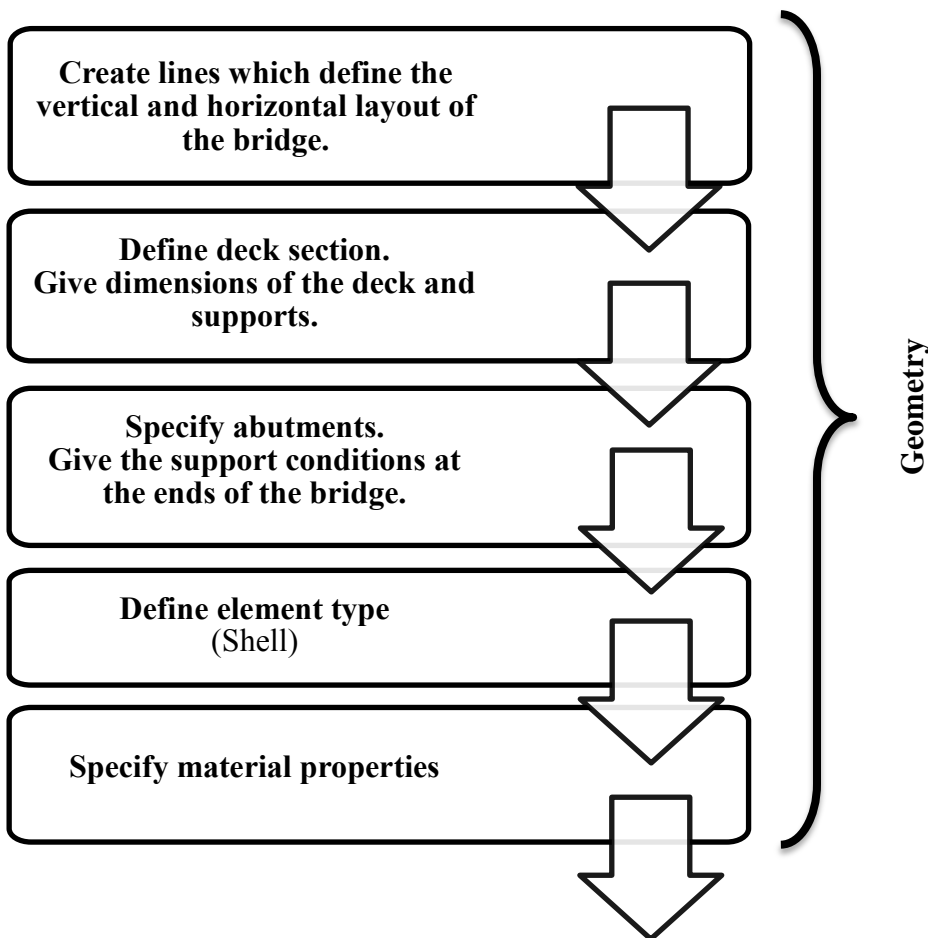 Create lines which define the
vertical and horizontal layout of
the bridge.
Define deck section.
Give dimensions of the deck and
supports.
Specify abutments.
Give the support conditions at
the ends of the bridge.
Define element type
(Shell)
Specify material properties
Geometry